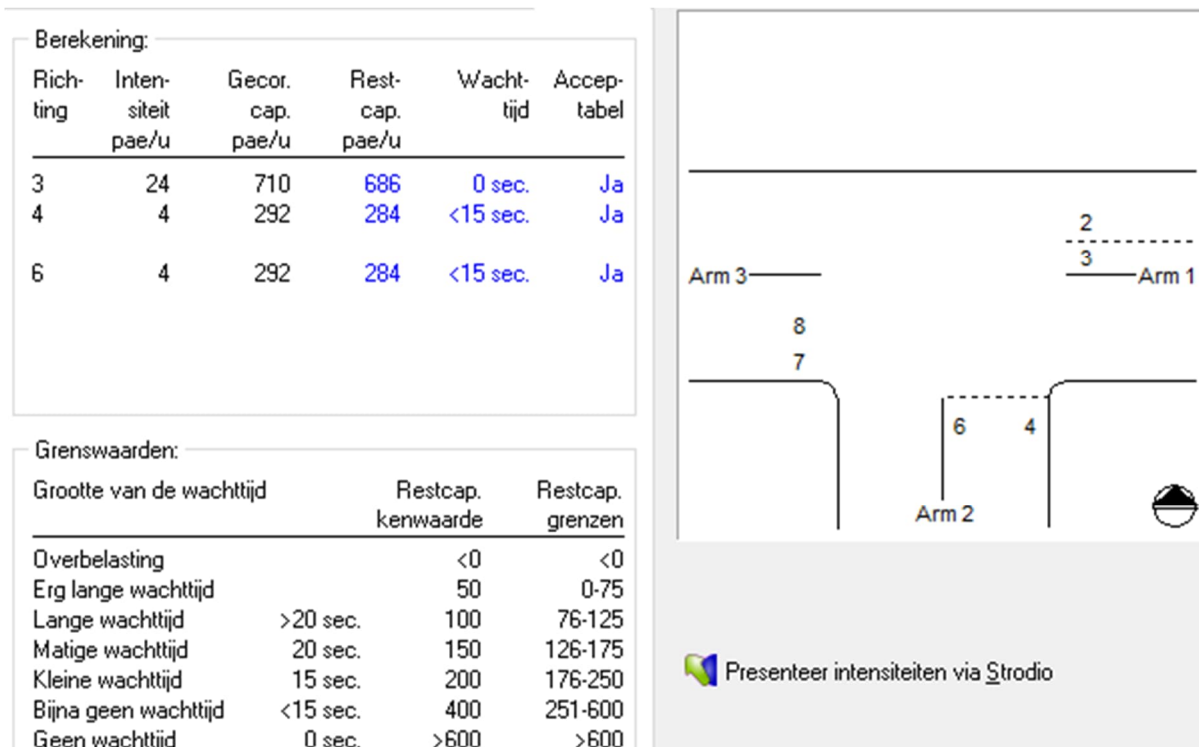 Berekening:
Rich- Inten- Gecor. Rest- Wacht- Accep-
ting siteit cap. cap. tijd tabel
pae/u pae/u pae/u
3 24 710 686 0 sec. Ja
4 4 292 284 <15 sec. Ja
6 4 292 284 <15 sec. Ja
Grenswaarden:
Grootte van de wachttijd Restcap. Restcap.
kenwaarde grenzen
Overbelasting <0 <0
Erg lange wachttijd 50 0-75
Lange wachttijd >20 sec. 100 76-125
Matige wachttijd 20 sec. 150 126-175
Kleine wachttijd 15 sec. 200 176-250
Bijna geen wachttijd <15 sec. 400 251-600
Geen wachttijd 0 sec. >600 >600
2
3
Arm 3 Arm 1
8
7
6 4
Arm 2
Presenteer intensiteiten via Strodio